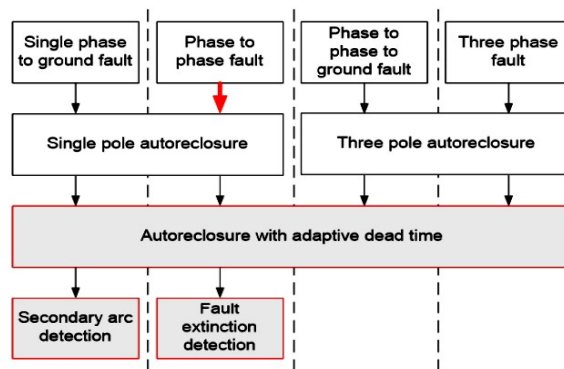 Single phase
to ground fault
Phase to
phase fault
Phase to
phase to
ground fault
Three phase
fault
Single pole autoreclosure
Three pole autoreclosure
Autoreclosure with adaptive dead time
Secondary arc
detection
Fault
extinction
detection